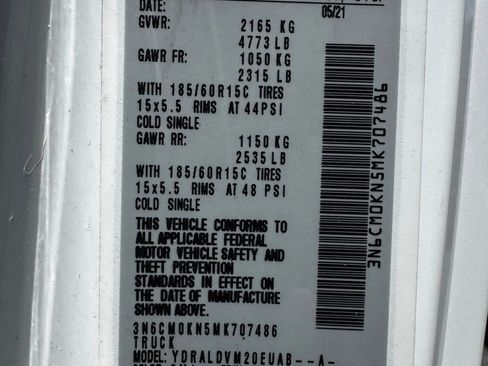 DATE: 05/21
GVWR: 2165 KG
4773 LB
GAWR FR: 1050 KG
2315 LB
WITH 185/60R15C TIRES
15x5.5 RIMS AT 44PSI
COLD SINGLE
GAWR RR: 1150 KG
2535 LB
WITH 185/60R15C TIRES
15x5.5 RIMS AT 48 PSI
COLD SINGLE
THIS VEHICLE CONFORMS TO
ALL APPLICABLE FEDERAL
MOTOR VEHICLE SAFETY AND
THEFT PREVENTION
STANDARDS IN EFFECT ON
THE DATE OF MANUFACTURE
SHOWN ABOVE.
3N6CM0KN5MK707486
TRUCK
MODEL: YDRALDVM20EUAB--A-
3N6CM0KN5MK707486